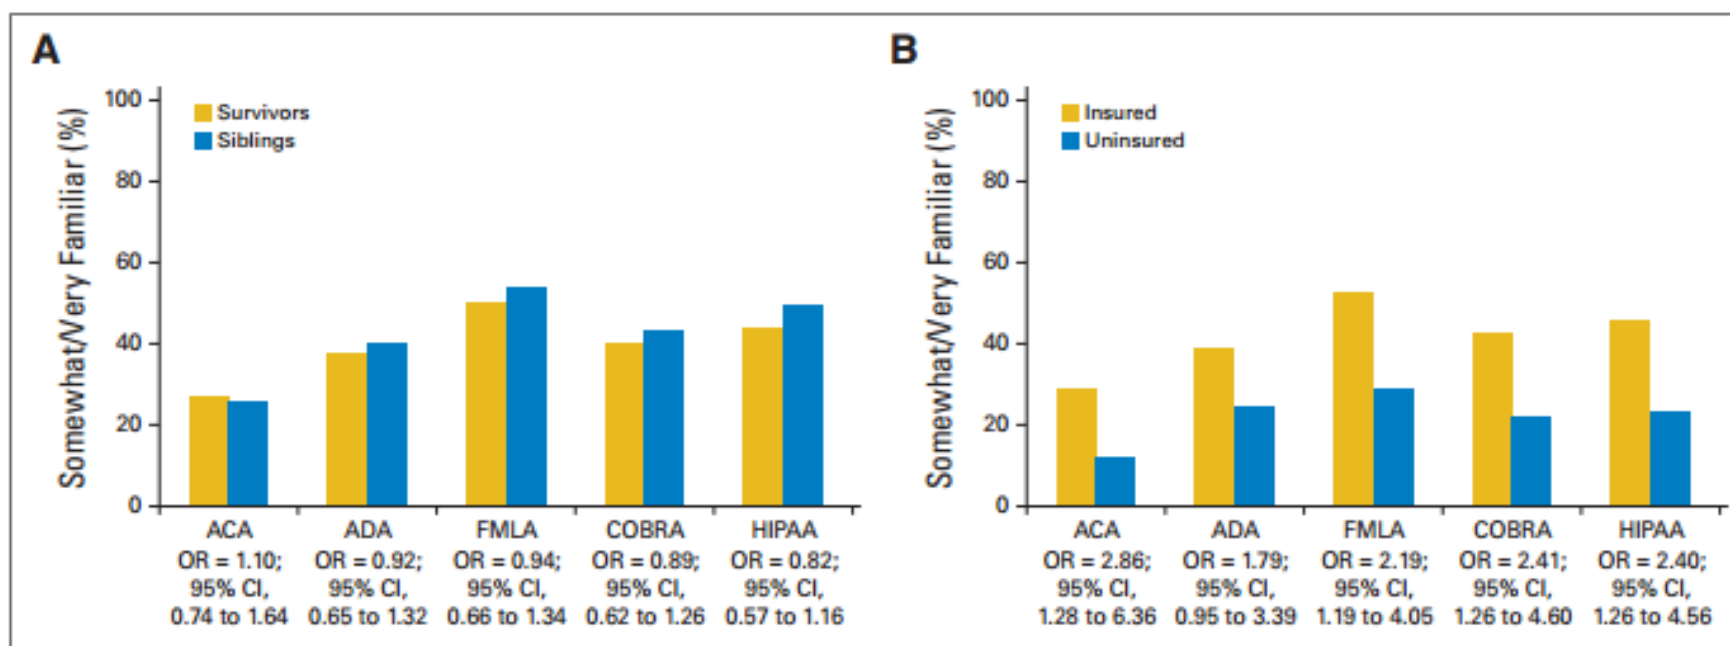 A
Somewhat/Very Familiar (%)
100
80
60
40
20
0
Survivors
Siblings
ACA
OR = 1.10;
95% CI,
0.74 to 1.64
ADA
OR = 0.92;
95% CI,
0.65 to 1.32
FMLA
OR = 0.94;
95% CI,
0.66 to 1.34
COBRA
OR = 0.89;
95% CI,
0.62 to 1.26
HIPAA
OR = 0.82;
95% CI,
0.57 to 1.16
B
Somewhat/Very Familiar (%)
100
80
60
40
20
0
Insured
Uninsured
ACA
OR = 2.86;
95% CI,
1.28 to 6.36
ADA
OR = 1.79;
95% CI,
0.95 to 3.39
FMLA
OR = 2.19;
95% CI,
1.19 to 4.05
COBRA
OR = 2.41;
95% CI,
1.26 to 4.60
HIPAA
OR = 2.40;
95% CI,
1.26 to 4.56